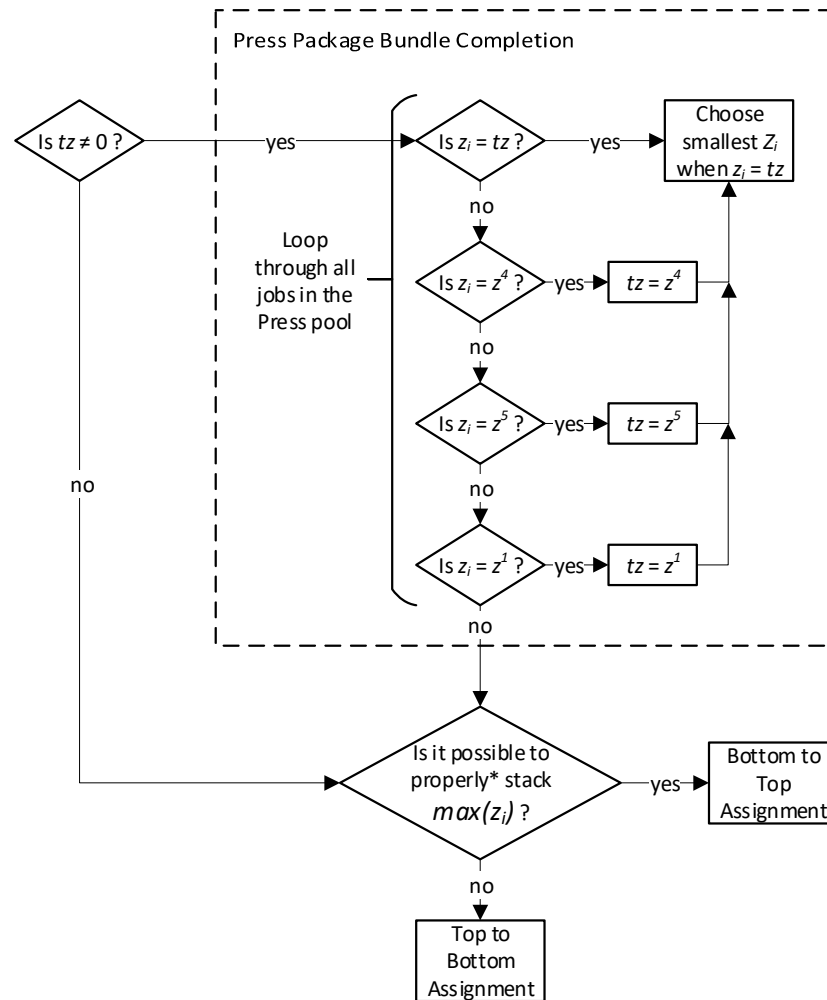 Press Package Bundle Completion
Is tz ≠ 0 ?
yes
Is zᵢ = tz ?
yes
Choose
smallest Zᵢ
when zᵢ = tz
no
Loop
through all
jobs in the
Press pool
Is zᵢ = z⁴ ?
yes
tz = z⁴
no
Is zᵢ = z⁵ ?
yes
tz = z⁵
no
no
Is zᵢ = z¹ ?
yes
tz = z¹
no
Is it possible to
properly* stack
max(zᵢ) ?
yes
Bottom to
Top
Assignment
no
Top to
Bottom
Assignment